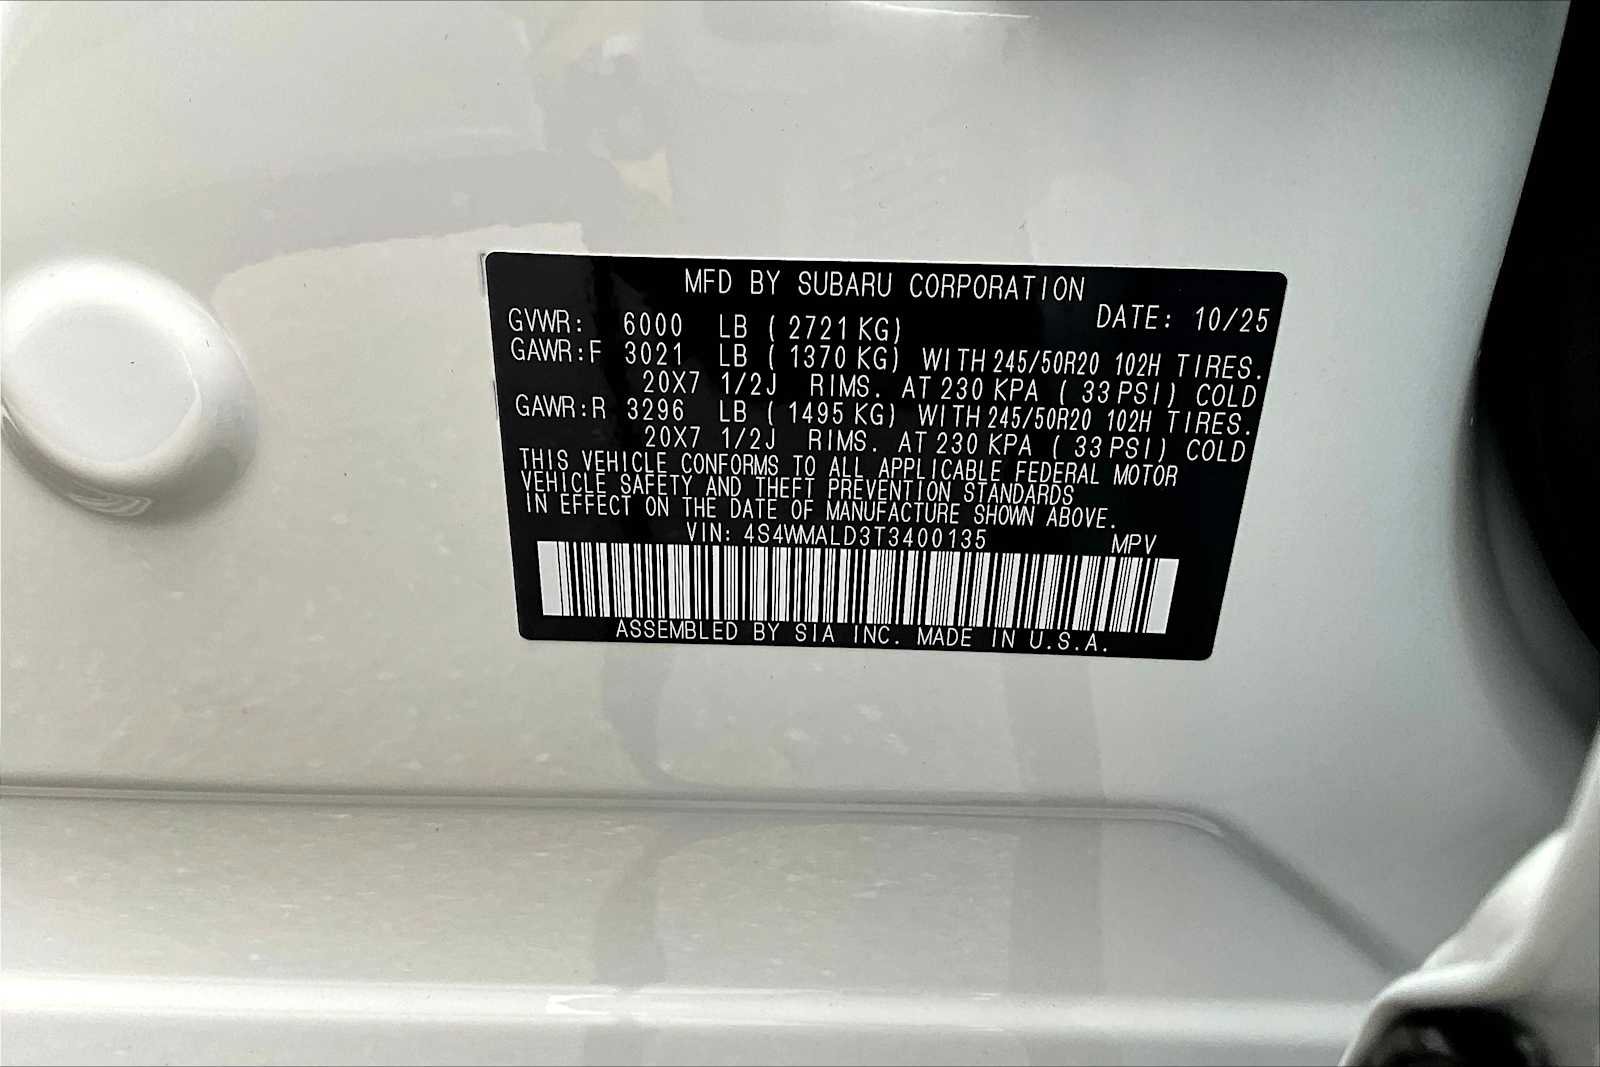 MFD BY SUBARU CORPORATION
DATE: 10/25
GVWR: 6000 LB ( 2721 KG)
GAWR:F 3021 LB ( 1370 KG) WITH 245/50R20 102H TIRES.
20X7 1/2J RIMS. AT 230 KPA ( 33 PSI) COLD
GAWR:R 3296 LB ( 1495 KG) WITH 245/50R20 102H TIRES.
20X7 1/2J RIMS. AT 230 KPA ( 33 PSI) COLD
THIS VEHICLE CONFORMS TO ALL APPLICABLE FEDERAL MOTOR
VEHICLE SAFETY AND THEFT PREVENTION STANDARDS
IN EFFECT ON THE DATE OF MANUFACTURE SHOWN ABOVE.
VIN: 4S4WMALD3T3400135 MPV
ASSEMBLED BY SIA INC. MADE IN U.S.A.